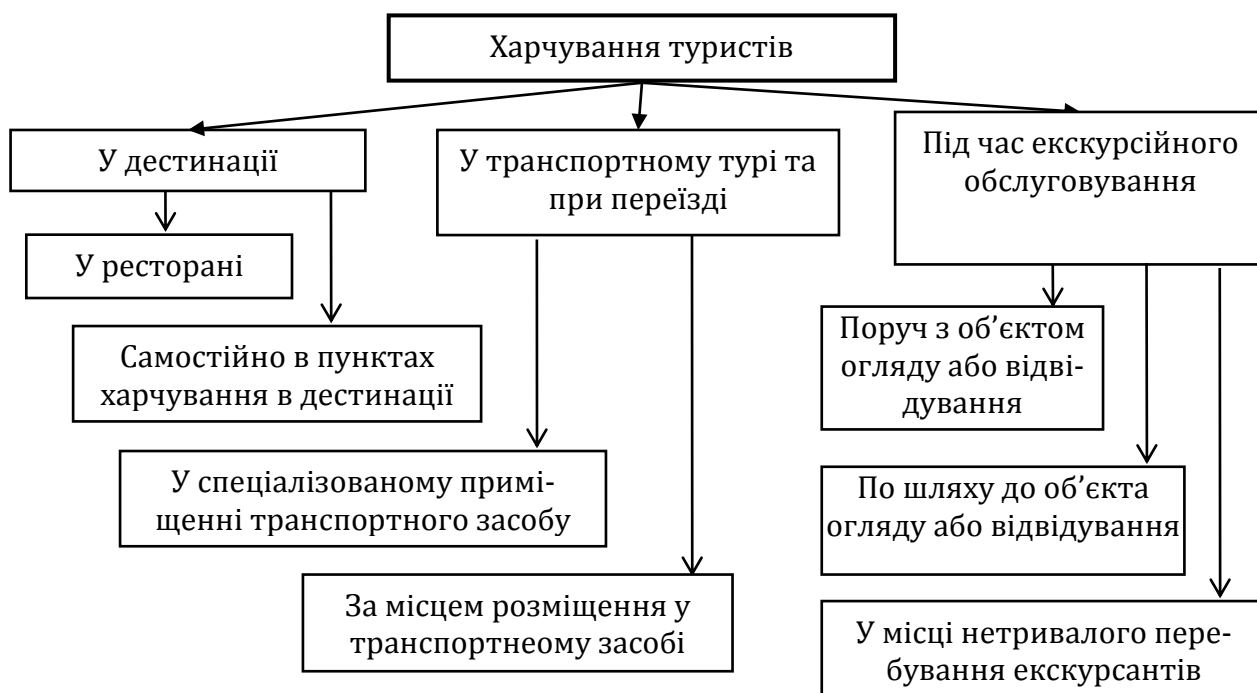 Харчування туристів
У дестинації
У транспортному турі та
при переїзді
Під час екскурсійного
обслуговування
У ресторані
Самостійно в пунктах
харчування в дестинації
Поруч з об’єктом
огляду або відві-
дування
У спеціалізованому примі-
щенні транспортного засобу
По шляху до об’єкта
огляду або відвідування
За місцем розміщення у
транспортнеому засобі
У місці нетривалого пере-
бування екскурсантів